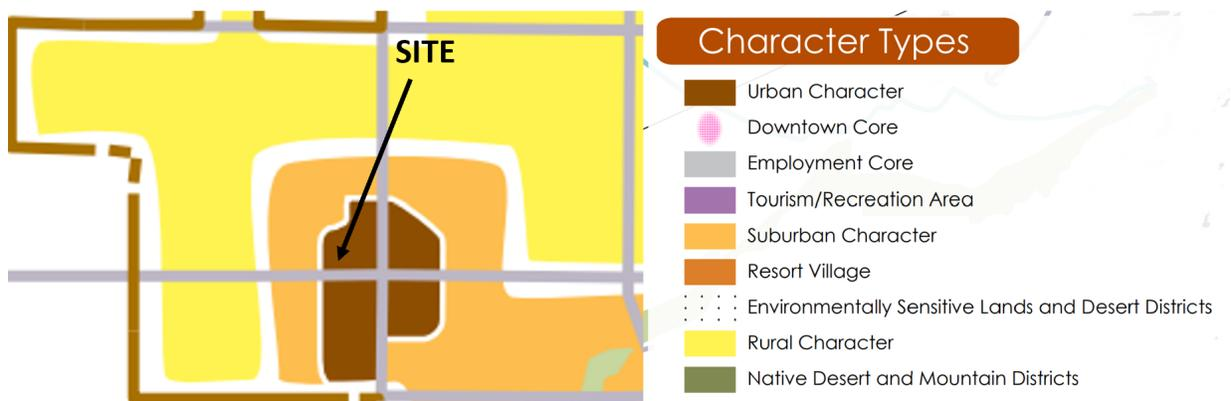 SITE
Character Types
Urban Character
Downtown Core
Employment Core
Tourism/Recreation Area
Suburban Character
Resort Village
Environmentally Sensitive Lands and Desert Districts
Rural Character
Native Desert and Mountain Districts